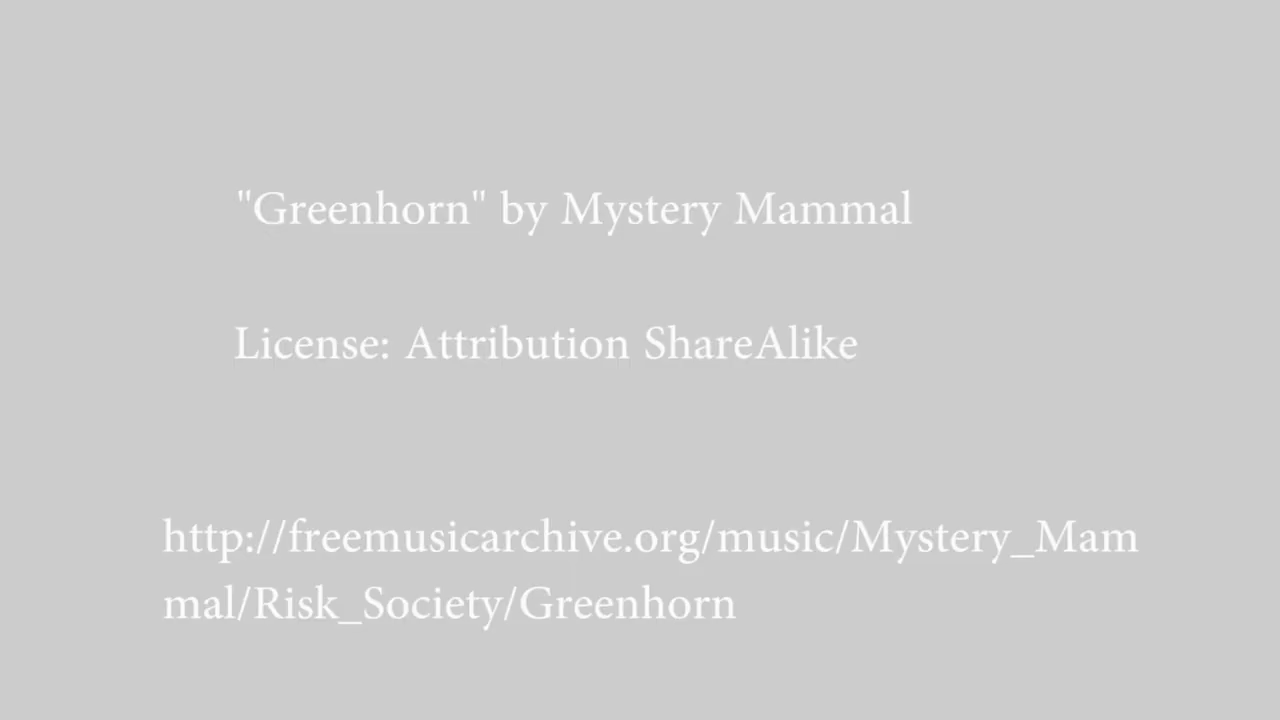 "Greenhorn" by Mystery Mammal
License: Attribution ShareAlike
http://freemusicarchive.org/music/Mystery_Mam
mal/Risk_Society/Greenhorn